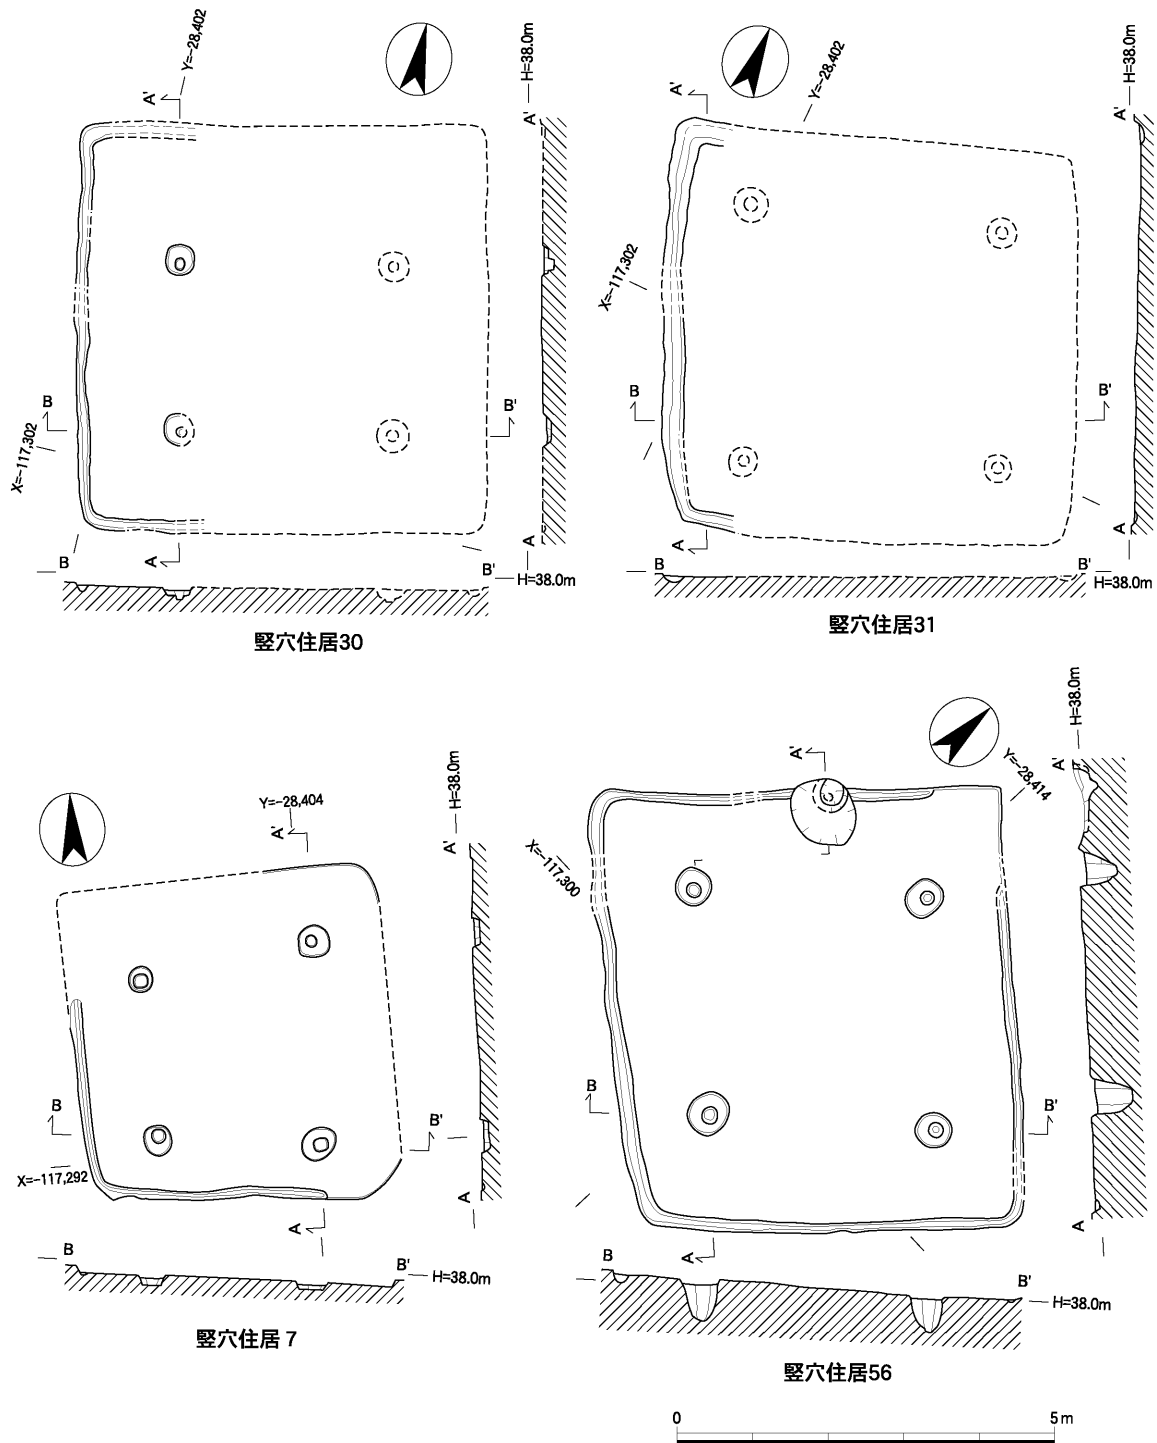 Y=-28,402
A'
H=38.0m
A'
B
B'
X=-117,302
A
A
B
B'
H=38.0m
竪穴住居30
Y=-28,402
A'
H=38.0m
A'
X=-117,302
B
B'
A
A
B
B'
H=38.0m
竪穴住居31
Y=-28,404
A'
H=38.0m
A'
B
B'
X=-117,292
A
A
B
B'
H=38.0m
竪穴住居 7
H=38.0m
A'
A'
Y=-28,414
X=-117,300
B
B'
A
A
B
B'
H=38.0m
竪穴住居56
0 5 m